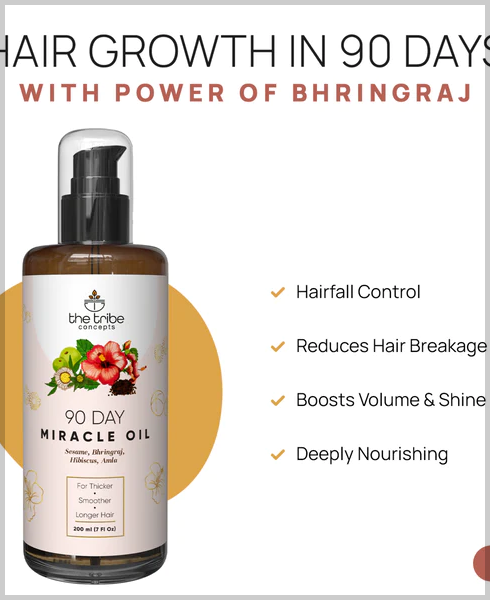 HAIR GROWTH IN 90 DAYS
WITH POWER OF BHRINGRAJ
the tribe
concepts
90 DAY
MIRACLE OIL
Sesame, Bhringraj,
Hibiscus, Amla
For Thicker
•
Smoother
•
Longer Hair
200 ml (7 Fl Oz)
Hairfall Control
Reduces Hair Breakage
Boosts Volume & Shine
Deeply Nourishing